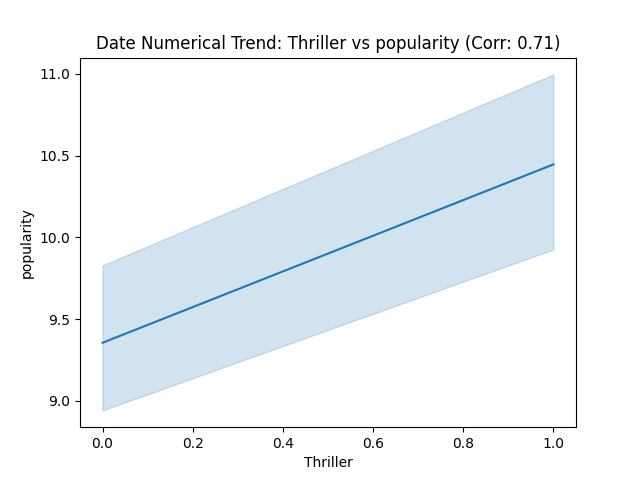 Date Numerical Trend: Thriller vs popularity (Corr: 0.71)
11.0
10.5
10.0
9.5
9.0
popularity
0.0 0.2 0.4 0.6 0.8 1.0
Thriller